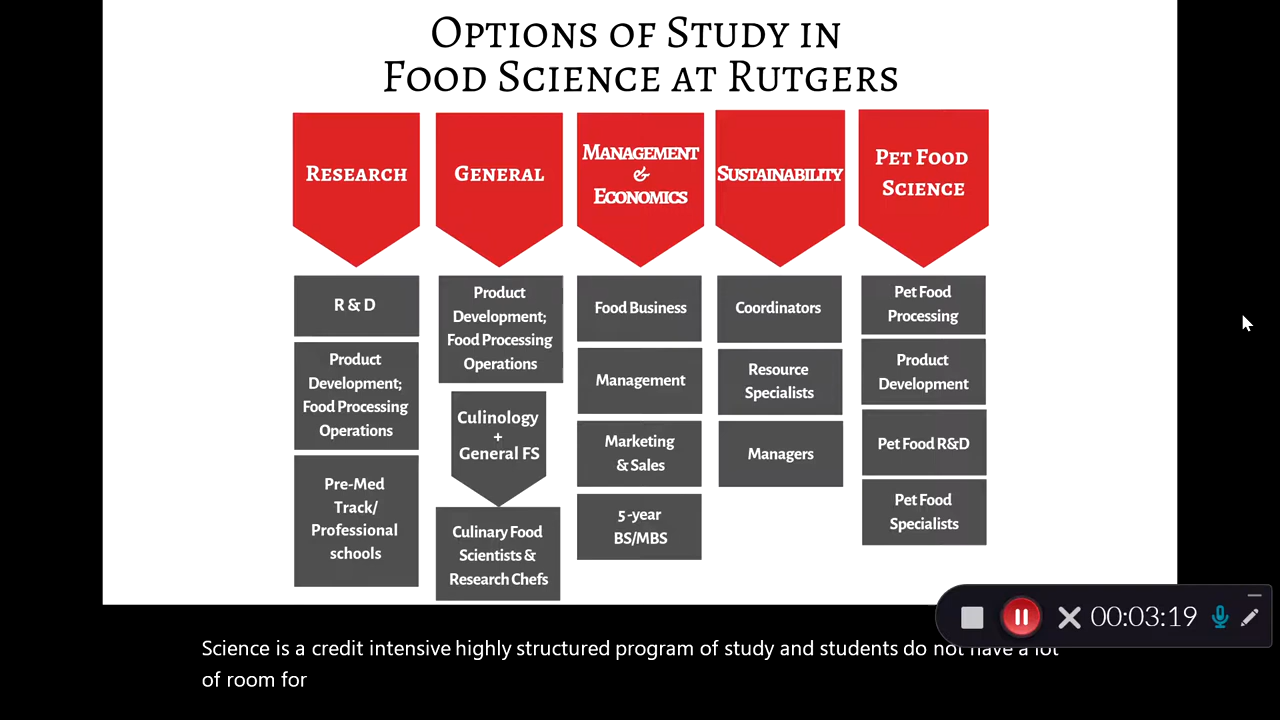 Options of Study in
Food Science at Rutgers
Research
R & D
Product
Development;
Food Processing
Operations
Pre-Med
Track/
Professional
schools
General
Product
Development;
Food Processing
Operations
Culinology
+
General FS
Culinary Food
Scientists &
Research Chefs
Management
&
Economics
Food Business
Management
Marketing
& Sales
5-year
BS/MBS
Sustainability
Coordinators
Resource
Specialists
Managers
Pet Food
Science
Pet Food
Processing
Product
Development
Pet Food R&D
Pet Food
Specialists
00:03:19
Science is a credit intensive highly structured program of study and students do not have a lot
of room for